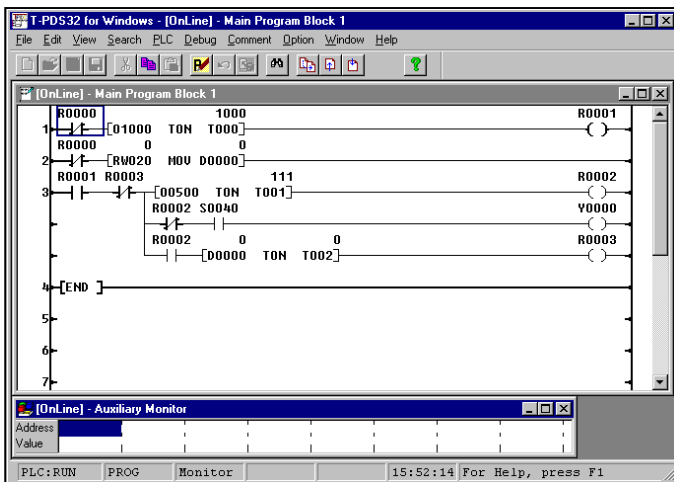 T-PDS32 for Windows - [OnLine] - Main Program Block 1
File Edit View Search PLC Debug Comment Option Window Help
[OnLine] - Main Program Block 1
R0000 1000 R0001
1 [01000 TON T000]
R0000 0 0
2 [RW020 MOV D0000]
R0001 R0003 111 R0002
3 [00500 TON T001]
R0002 S0040 Y0000
R0002 0 0 R0003
[D0000 TON T002]
4 [END ]
5
6
7
[OnLine] - Auxiliary Monitor
Address
Value
PLC:RUN PROG Monitor 15:52:14 For Help, press F1